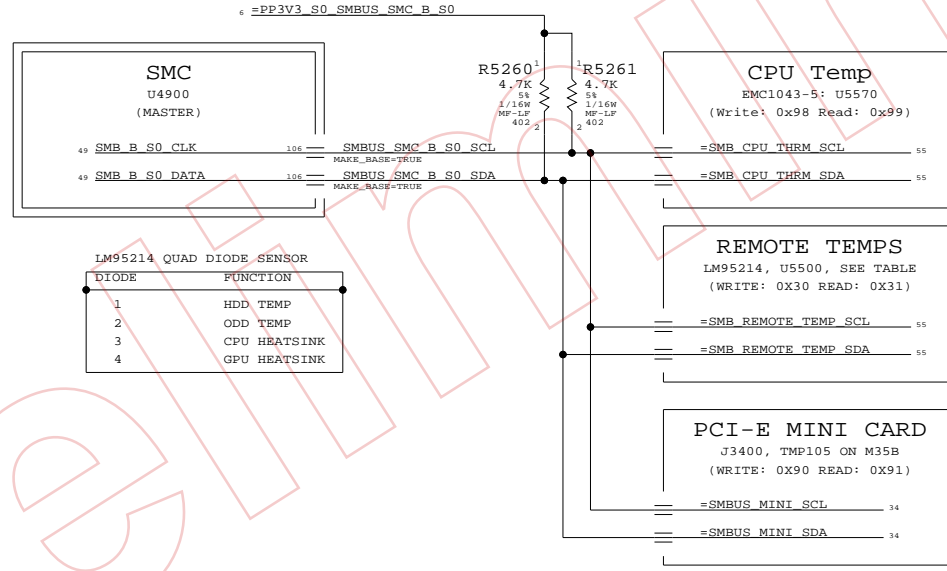 6 =PP3V3_S0_SMBUS_SMC_B_S0
SMC
U4900
(MASTER)
49 SMB_B_S0_CLK 106
49 SMB_B_S0_DATA 106
SMBUS_SMC_B_S0_SCL
MAKE_BASE=TRUE
SMBUS_SMC_B_S0_SDA
MAKE_BASE=TRUE
R5260 1
4.7K
5%
1/16W
MF-LF
402
2
1 R5261
4.7K
5%
1/16W
MF-LF
402
2
CPU Temp
EMC1043-5: U5570
(Write: 0x98 Read: 0x99)
=SMB_CPU_THRM_SCL 55
=SMB_CPU_THRM_SDA 55
LM95214 QUAD DIODE SENSOR
DIODE FUNCTION
1 HDD TEMP
2 ODD TEMP
3 CPU HEATSINK
4 GPU HEATSINK
REMOTE TEMPS
LM95214, U5500, SEE TABLE
(WRITE: 0X30 READ: 0X31)
=SMB_REMOTE_TEMP_SCL 55
=SMB_REMOTE_TEMP_SDA 55
PCI-E MINI CARD
J3400, TMP105 ON M35B
(WRITE: 0X90 READ: 0X91)
=SMBUS_MINI_SCL 34
=SMBUS_MINI_SDA 34